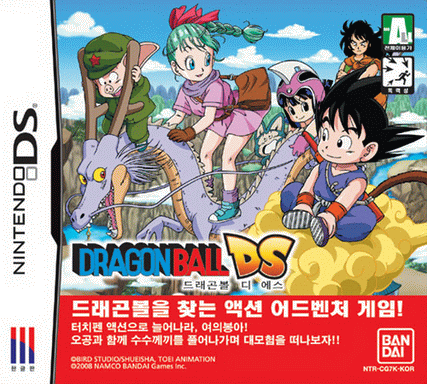 NINTENDO DS
한글판
A
전체이용가
폭력성
DRAGON BALL DS
드래곤볼 디 에스
드래곤볼을 찾는 액션 어드벤처 게임!
터치펜 액션으로 늘어나라, 여의봉아!
오공과 함께 수수께끼를 풀어나가며 대모험을 떠나보자!!
©BIRD STUDIO/SHUEISHA, TOEI ANIMATION
©2008 NAMCO BANDAI Games Inc.
BAN
DAI
NTR-CG7K-KOR